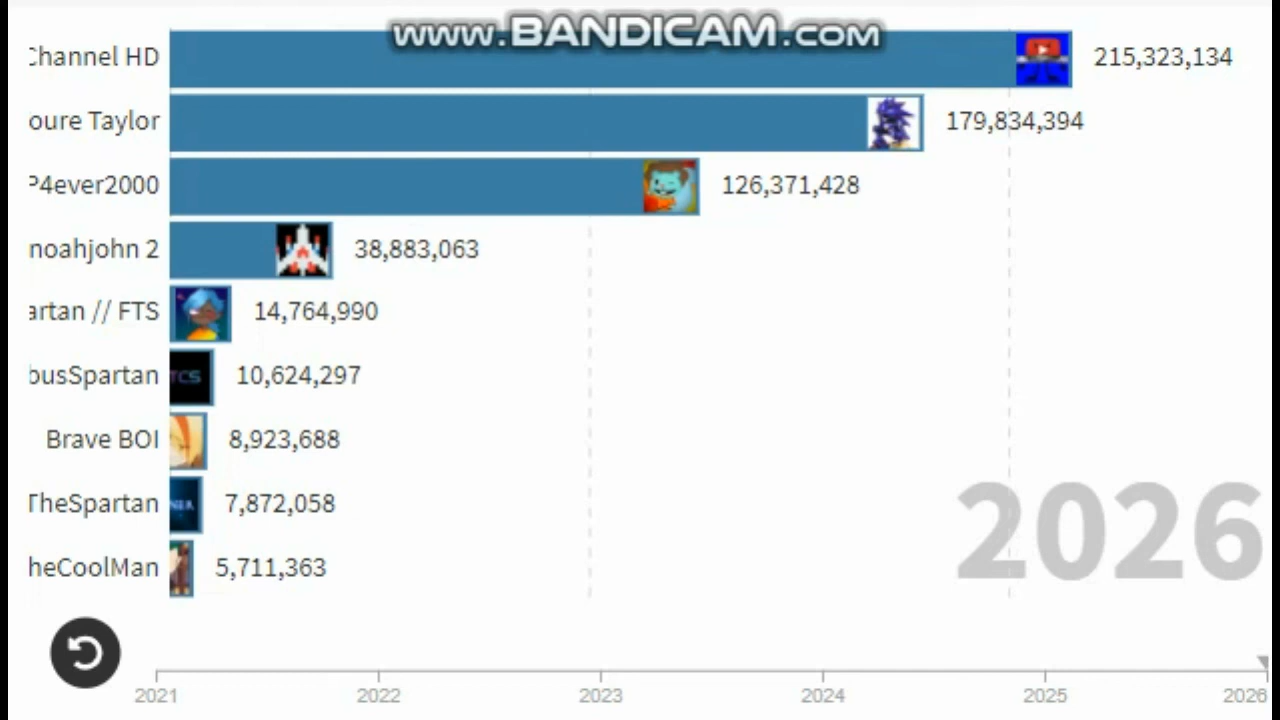 www.BANDICAM.com
Channel HD 215,323,134
oure Taylor 179,834,394
P4ever2000 126,371,428
noahjohn 2 38,883,063
artan // FTS 14,764,990
busSpartan TCS 10,624,297
Brave BOI 8,923,688
TheSpartan 7,872,058
heCoolMan 5,711,363
2026
2021 2022 2023 2024 2025 2026